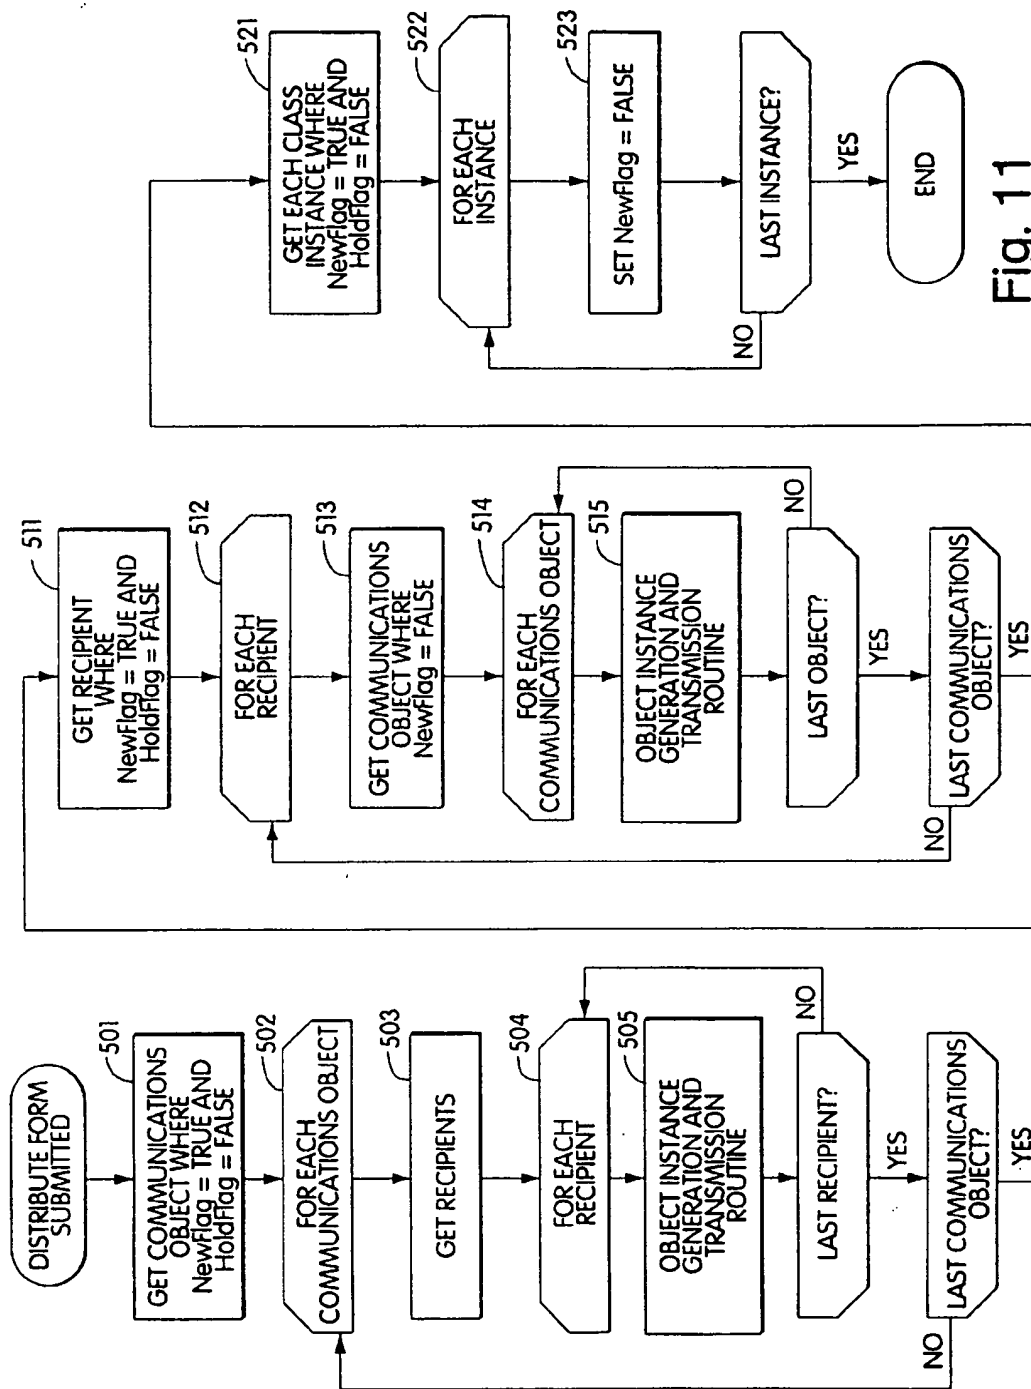 DISTRIBUTE FORM
SUBMITTED
501
GET COMMUNICATIONS
OBJECT WHERE
NewFlag = TRUE AND
HoldFlag = FALSE
502
FOR EACH
COMMUNICATIONS OBJECT
503
GET RECIPIENTS
504
FOR EACH
RECIPIENT
505
OBJECT INSTANCE
GENERATION AND
TRANSMISSION
ROUTINE
LAST RECIPIENT?
NO
YES
LAST COMMUNICATIONS
OBJECT?
NO
YES
511
GET RECIPIENT
WHERE
NewFlag = TRUE AND
HoldFlag = FALSE
512
FOR EACH
RECIPIENT
513
GET COMMUNICATIONS
OBJECT WHERE
NewFlag = FALSE
514
FOR EACH
COMMUNICATIONS OBJECT
515
OBJECT INSTANCE
GENERATION AND
TRANSMISSION
ROUTINE
LAST OBJECT?
NO
YES
LAST COMMUNICATIONS
OBJECT?
NO
YES
521
GET EACH CLASS
INSTANCE WHERE
NewFlag = TRUE AND
HoldFlag = FALSE
522
FOR EACH
INSTANCE
523
SET NewFlag = FALSE
LAST INSTANCE?
NO
YES
END
Fig. 11